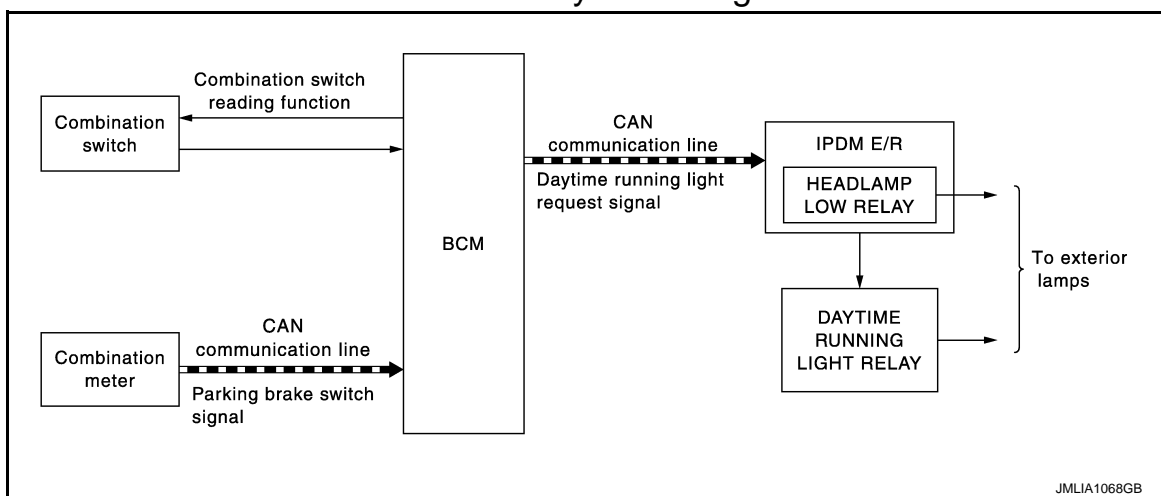 Combination switch
reading function
Combination
switch
CAN
communication line
Daytime running light
request signal
IPDM E/R
HEADLAMP
LOW RELAY
BCM
To exterior
lamps
DAYTIME
RUNNING
LIGHT RELAY
CAN
communication line
Combination
meter
Parking brake switch
signal
JMLIA1068GB